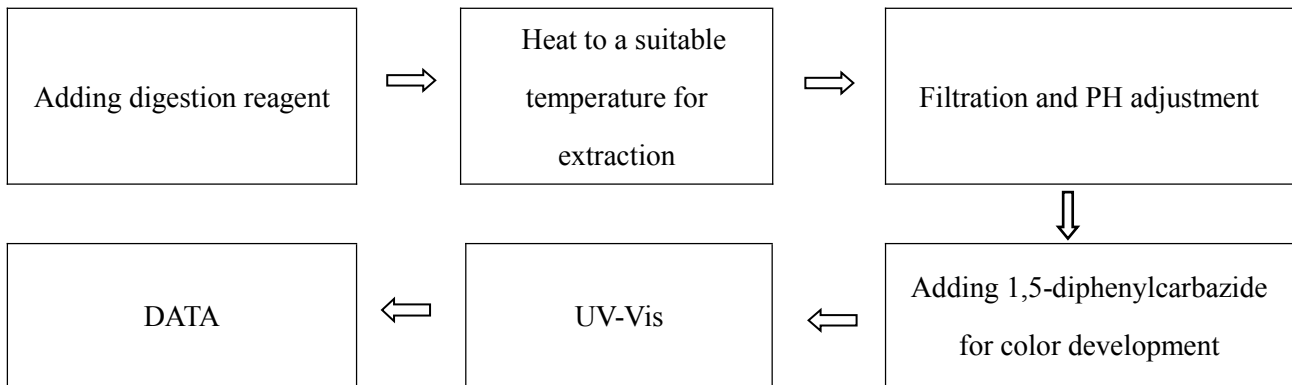 Adding digestion reagent
Heat to a suitable
temperature for
extraction
Filtration and PH adjustment
Adding 1,5-diphenylcarbazide
for color development
UV-Vis
DATA